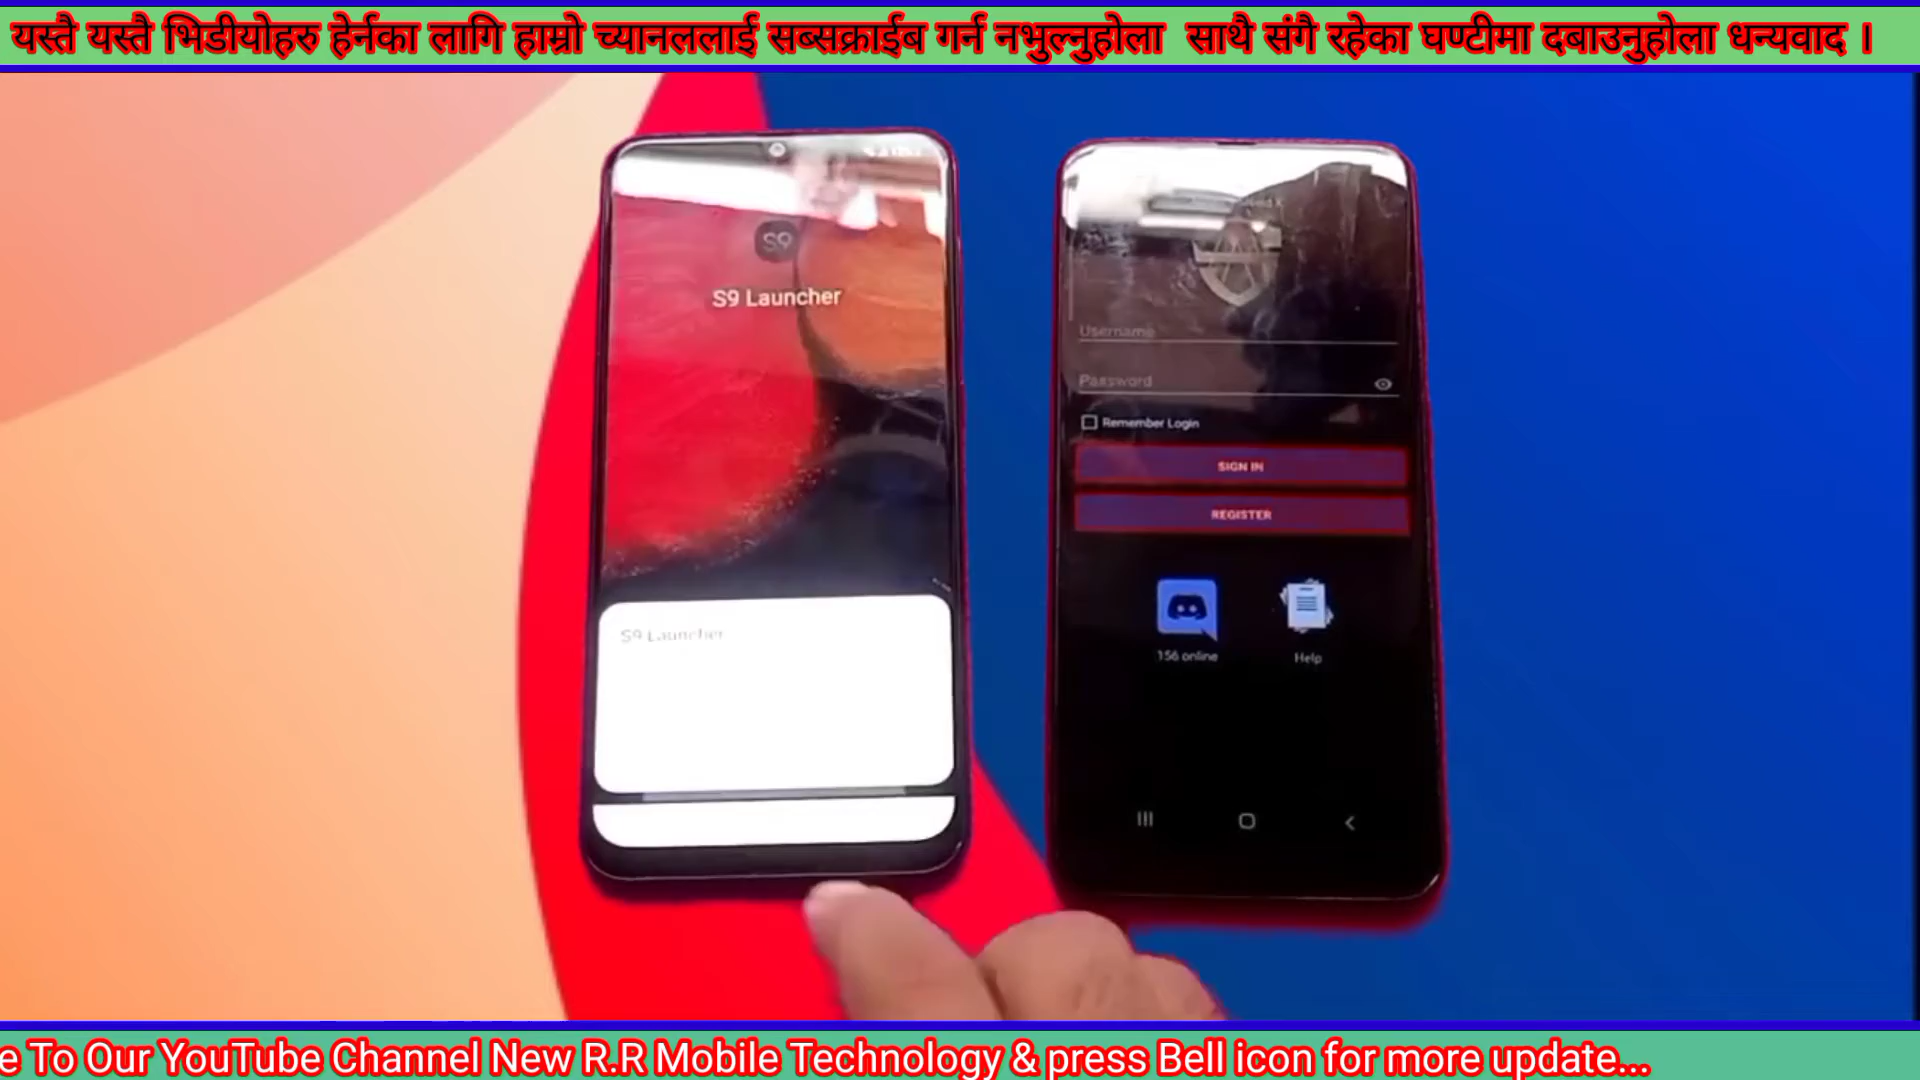 यस्तै यस्तै भिडीयोहरु हेर्नका लागि हाम्रो च्यानललाई सब्सक्राईब गर्न नभुल्नुहोला साथै संगै रहेका घण्टीमा दबाउनुहोला धन्यवाद ।
S9
S9 Launcher
S9 Launcher
Username
Password
Remember Login
SIGN IN
REGISTER
156 online
Help
e To Our YouTube Channel New R.R Mobile Technology & press Bell icon for more update...